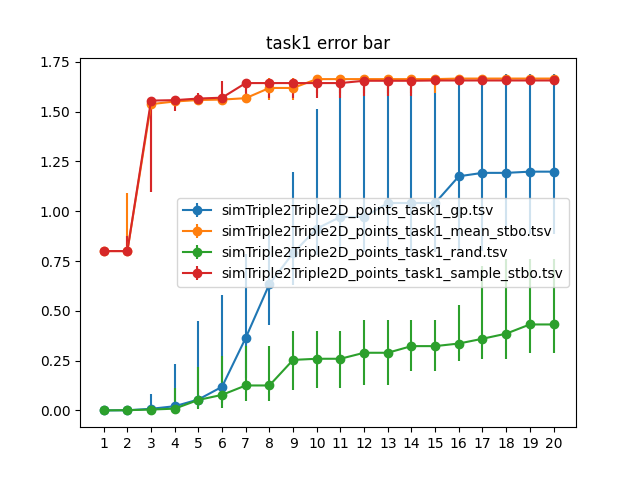 task1 error bar
1.75
1.50
1.25
1.00
0.75
0.50
0.25
0.00
simTriple2Triple2D_points_task1_gp.tsv
simTriple2Triple2D_points_task1_mean_stbo.tsv
simTriple2Triple2D_points_task1_rand.tsv
simTriple2Triple2D_points_task1_sample_stbo.tsv
1 2 3 4 5 6 7 8 9 10 11 12 13 14 15 16 17 18 19 20